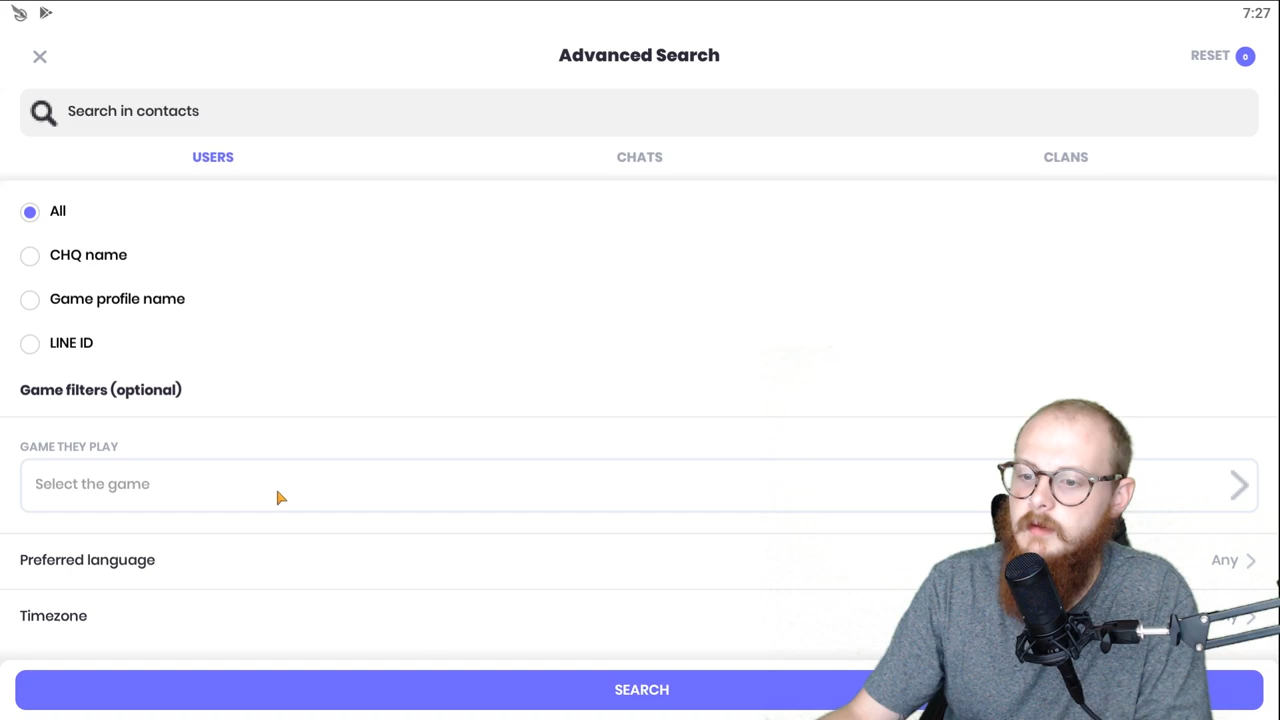 7:27
Advanced Search
RESET 0
Search in contacts
USERS CHATS CLANS
All
CHQ name
Game profile name
LINE ID
Game filters (optional)
GAME THEY PLAY
Select the game
Preferred language Any
Timezone
SEARCH